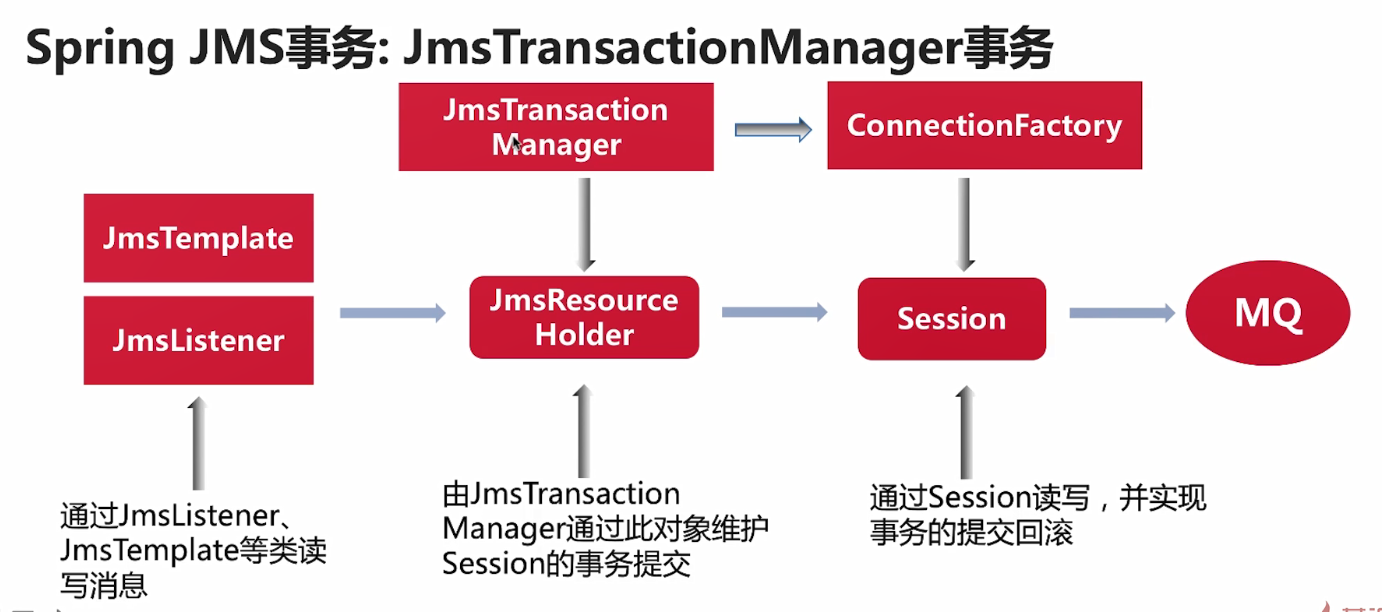 Spring JMS事务: JmsTransactionManager事务
JmsTransaction
Manager
ConnectionFactory
JmsTemplate
JmsListener
JmsResource
Holder
Session
MQ
通过JmsListener、
JmsTemplate等类读
写消息
由JmsTransaction
Manager通过此对象维护
Session的事务提交
通过Session读写，并实现
事务的提交回滚